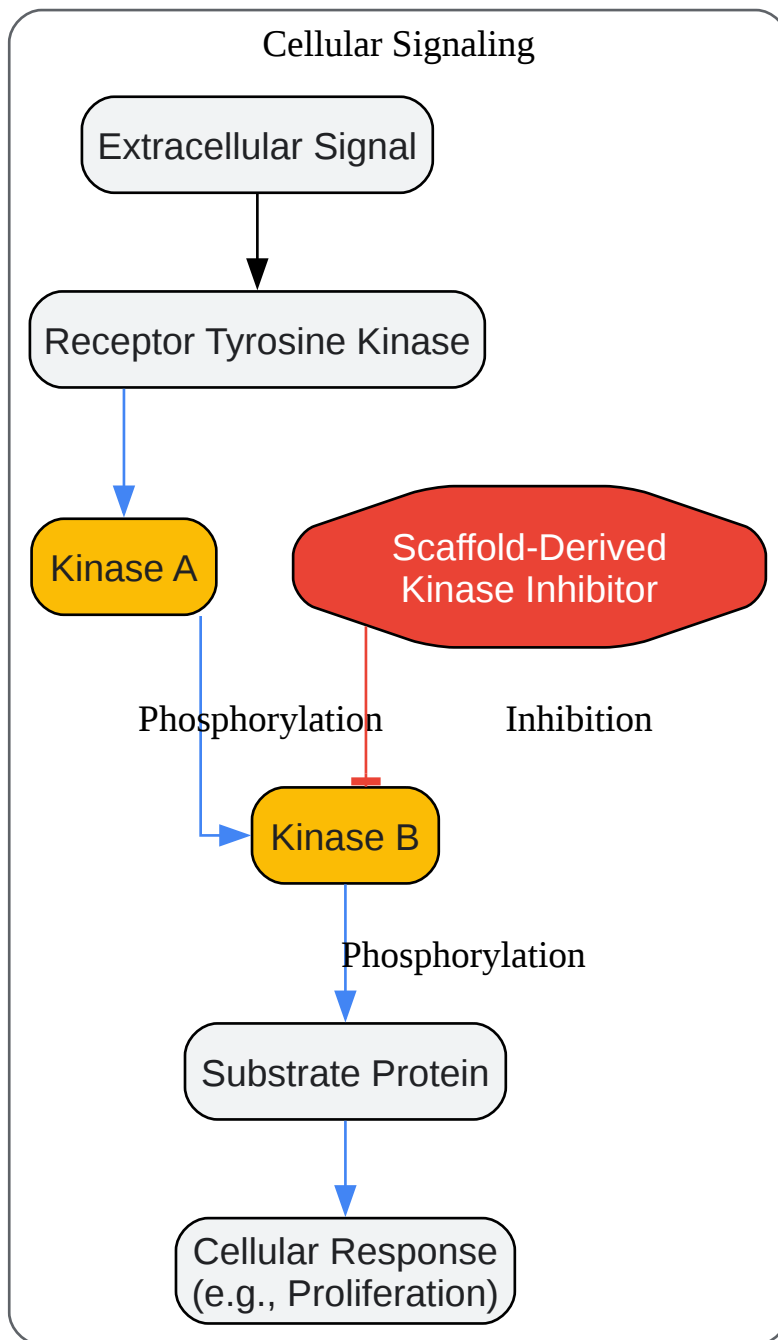 Cellular Signaling
Extracellular Signal
Receptor Tyrosine Kinase
Kinase A
Scaffold-Derived
Kinase Inhibitor
Phosphorylation
Inhibition
Kinase B
Phosphorylation
Substrate Protein
Cellular Response
(e.g., Proliferation)